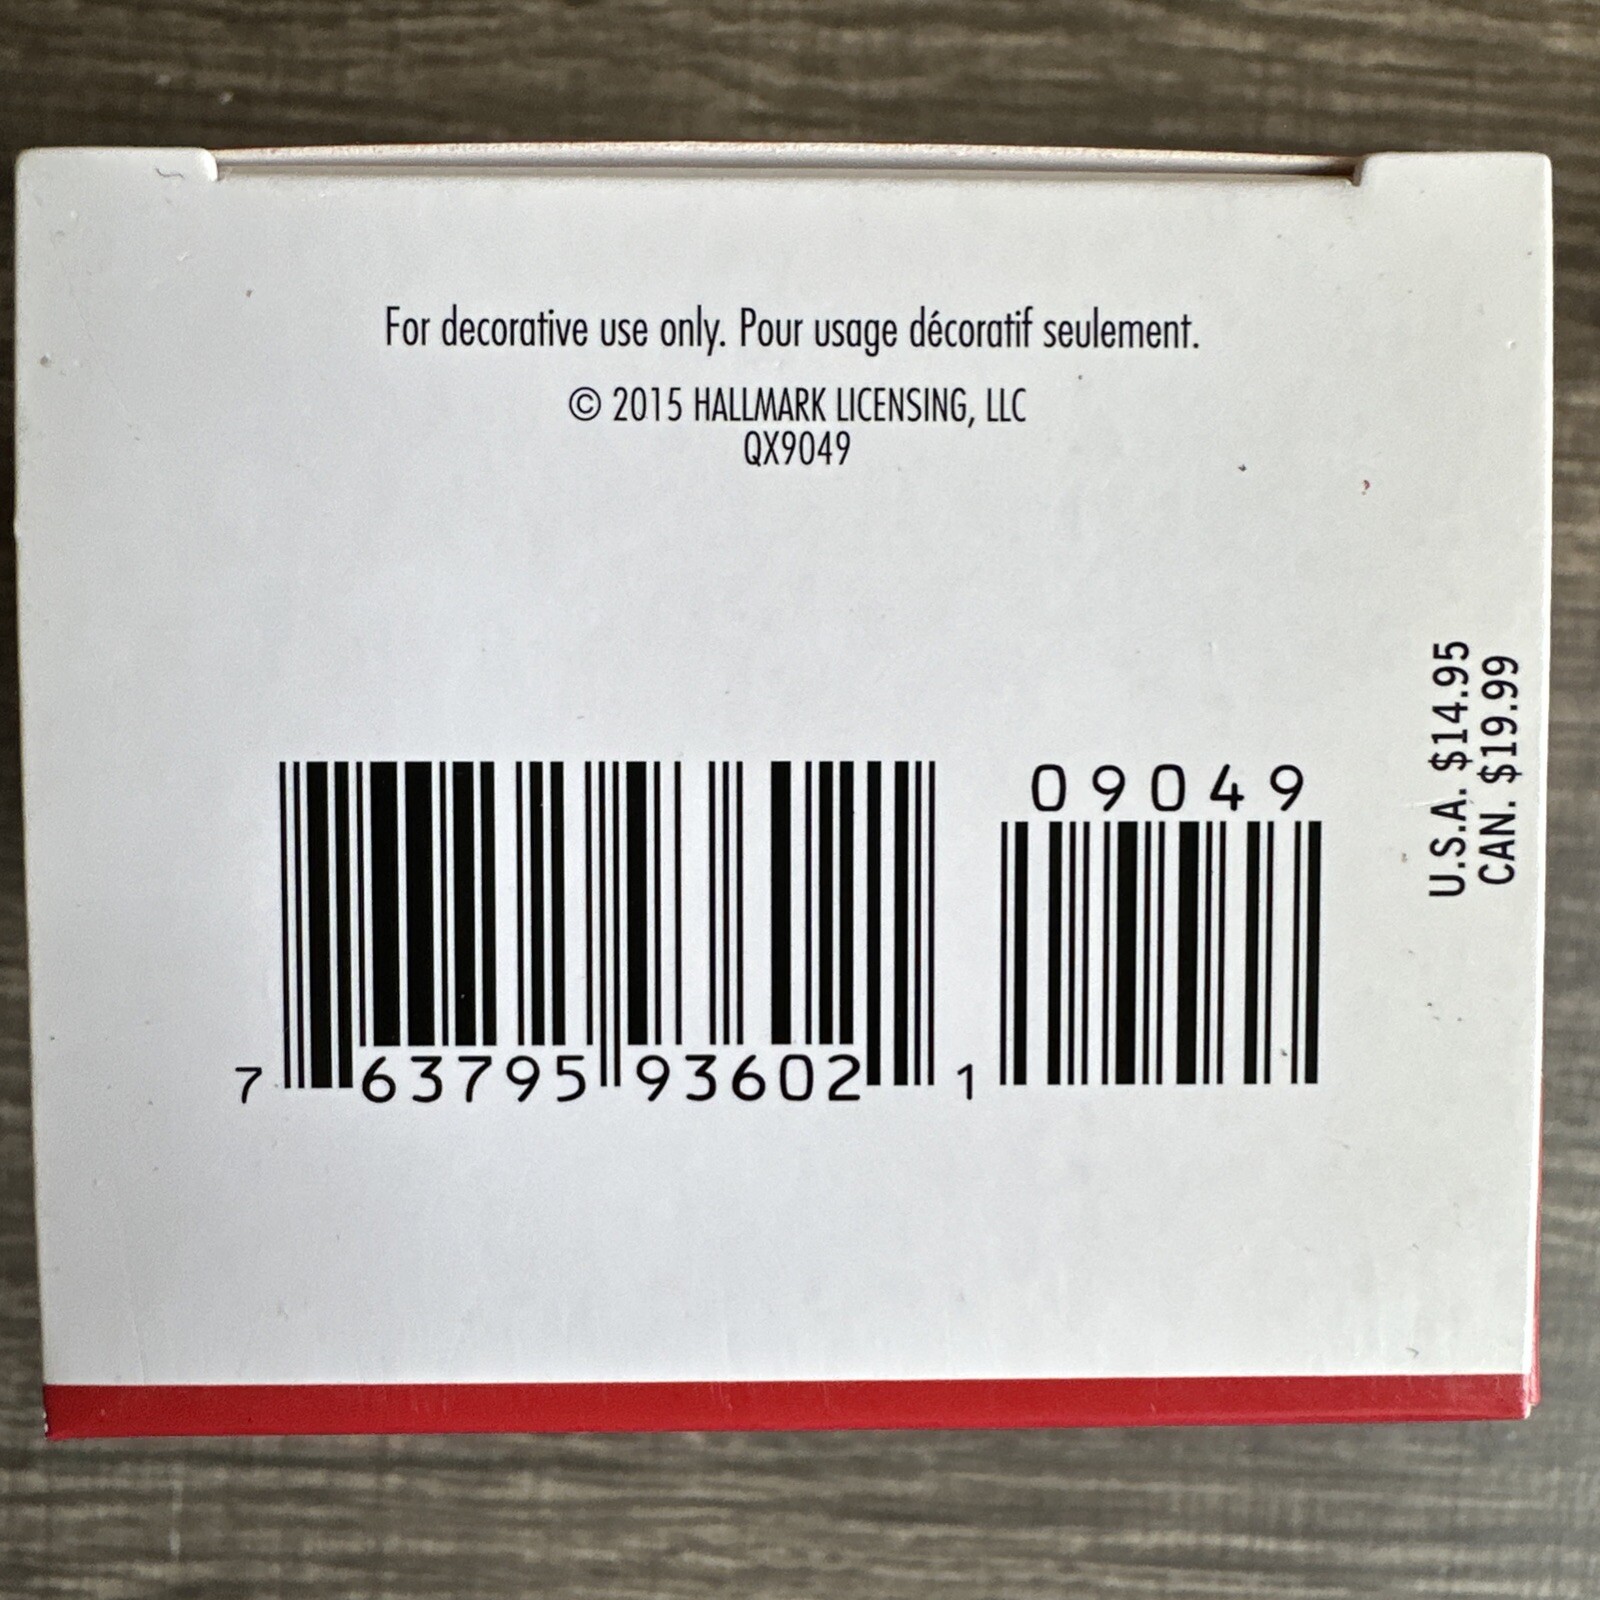 For decorative use only. Pour usage décoratif seulement.
© 2015 HALLMARK LICENSING, LLC
QX9049
U.S.A. $14.95
CAN. $19.99
09049
7 63795 93602 1